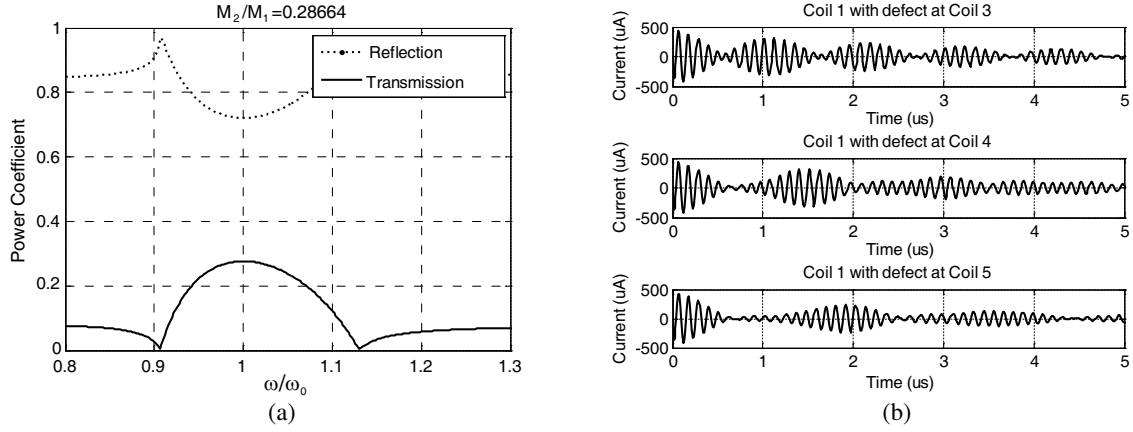 M₂/M₁=0.28664
1
0.8
0.6
0.4
0.2
0
Power Coefficient
Reflection
Transmission
0.8 0.9 1 1.1 1.2 1.3
ω/ω₀
(a)
Coil 1 with defect at Coil 3
500
0
-500
Current (uA)
0 1 2 3 4 5
Time (us)
Coil 1 with defect at Coil 4
500
0
-500
Current (uA)
0 1 2 3 4 5
Time (us)
Coil 1 with defect at Coil 5
500
0
-500
Current (uA)
0 1 2 3 4 5
Time (us)
(b)